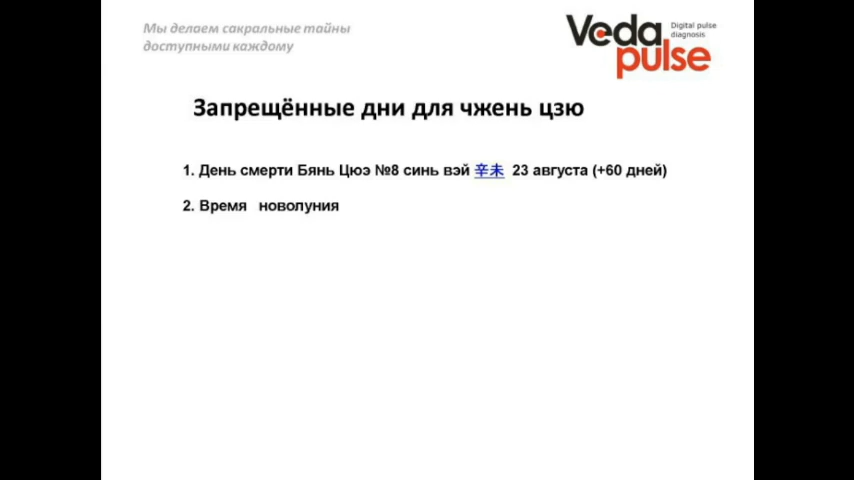 Мы делаем сакральные тайны
доступными каждому
Veda
pulse
Digital pulse
diagnosis
Запрещённые дни для чжень цзю
1. День смерти Бянь Цюэ №8 синь вэй 辛未 23 августа (+60 дней)
2. Время новолуния